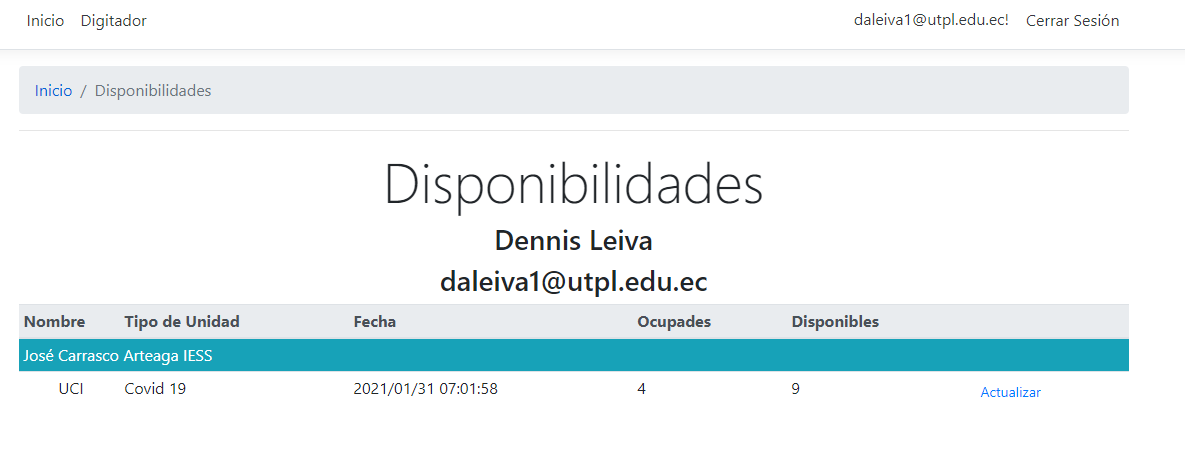 Inicio Digitador daleiva1@utpl.edu.ec! Cerrar Sesión
Inicio / Disponibilidades
Disponibilidades
Dennis Leiva
daleiva1@utpl.edu.ec
Nombre Tipo de Unidad Fecha Ocupades Disponibles
José Carrasco Arteaga IESS
UCI Covid 19 2021/01/31 07:01:58 4 9 Actualizar